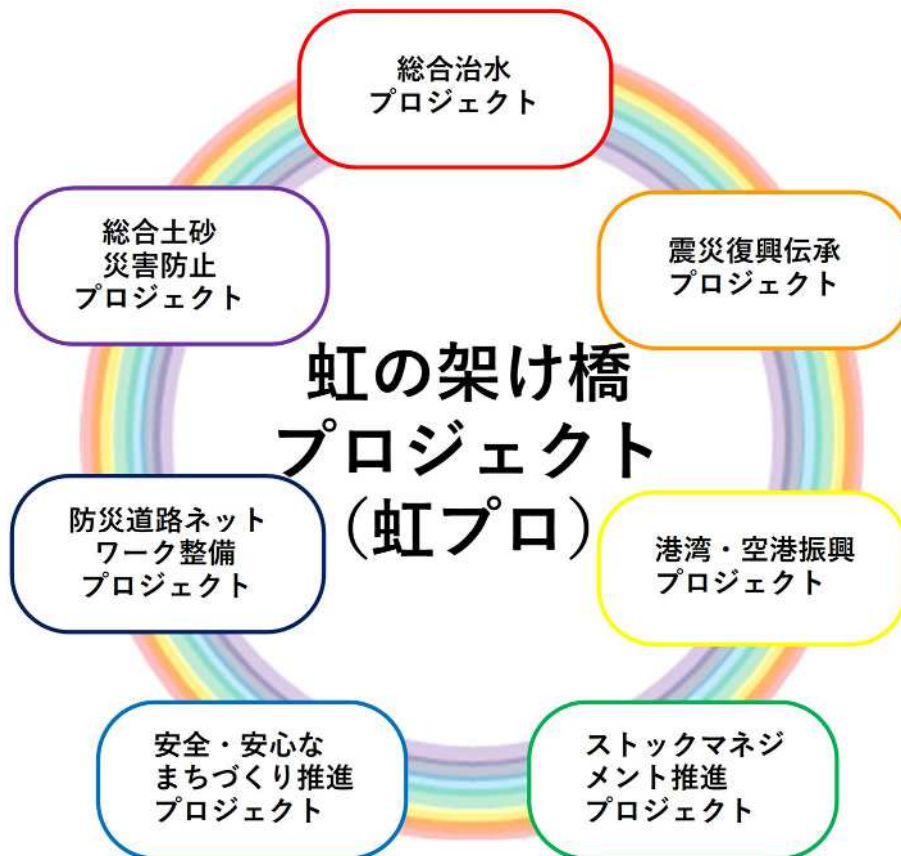 総合治水
プロジェクト
総合土砂
災害防止
プロジェクト
震災復興伝承
プロジェクト
虹の架け橋
プロジェクト
（虹プロ）
防災道路ネット
ワーク整備
プロジェクト
港湾・空港振興
プロジェクト
安全・安心な
まちづくり推進
プロジェクト
ストックマネジ
メント推進
プロジェクト